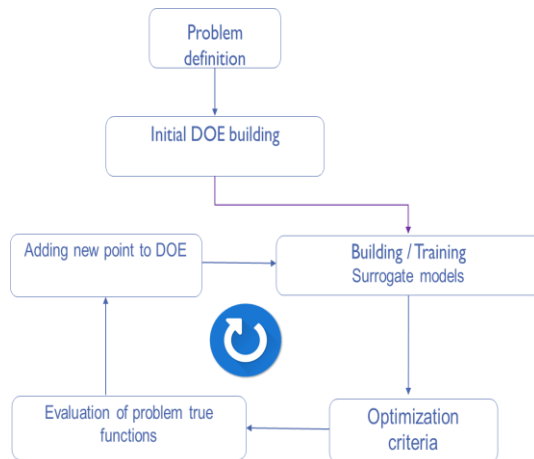 Problem
definition
Initial DOE building
Adding new point to DOE
Building / Training
Surrogate models
Evaluation of problem true
functions
Optimization
criteria